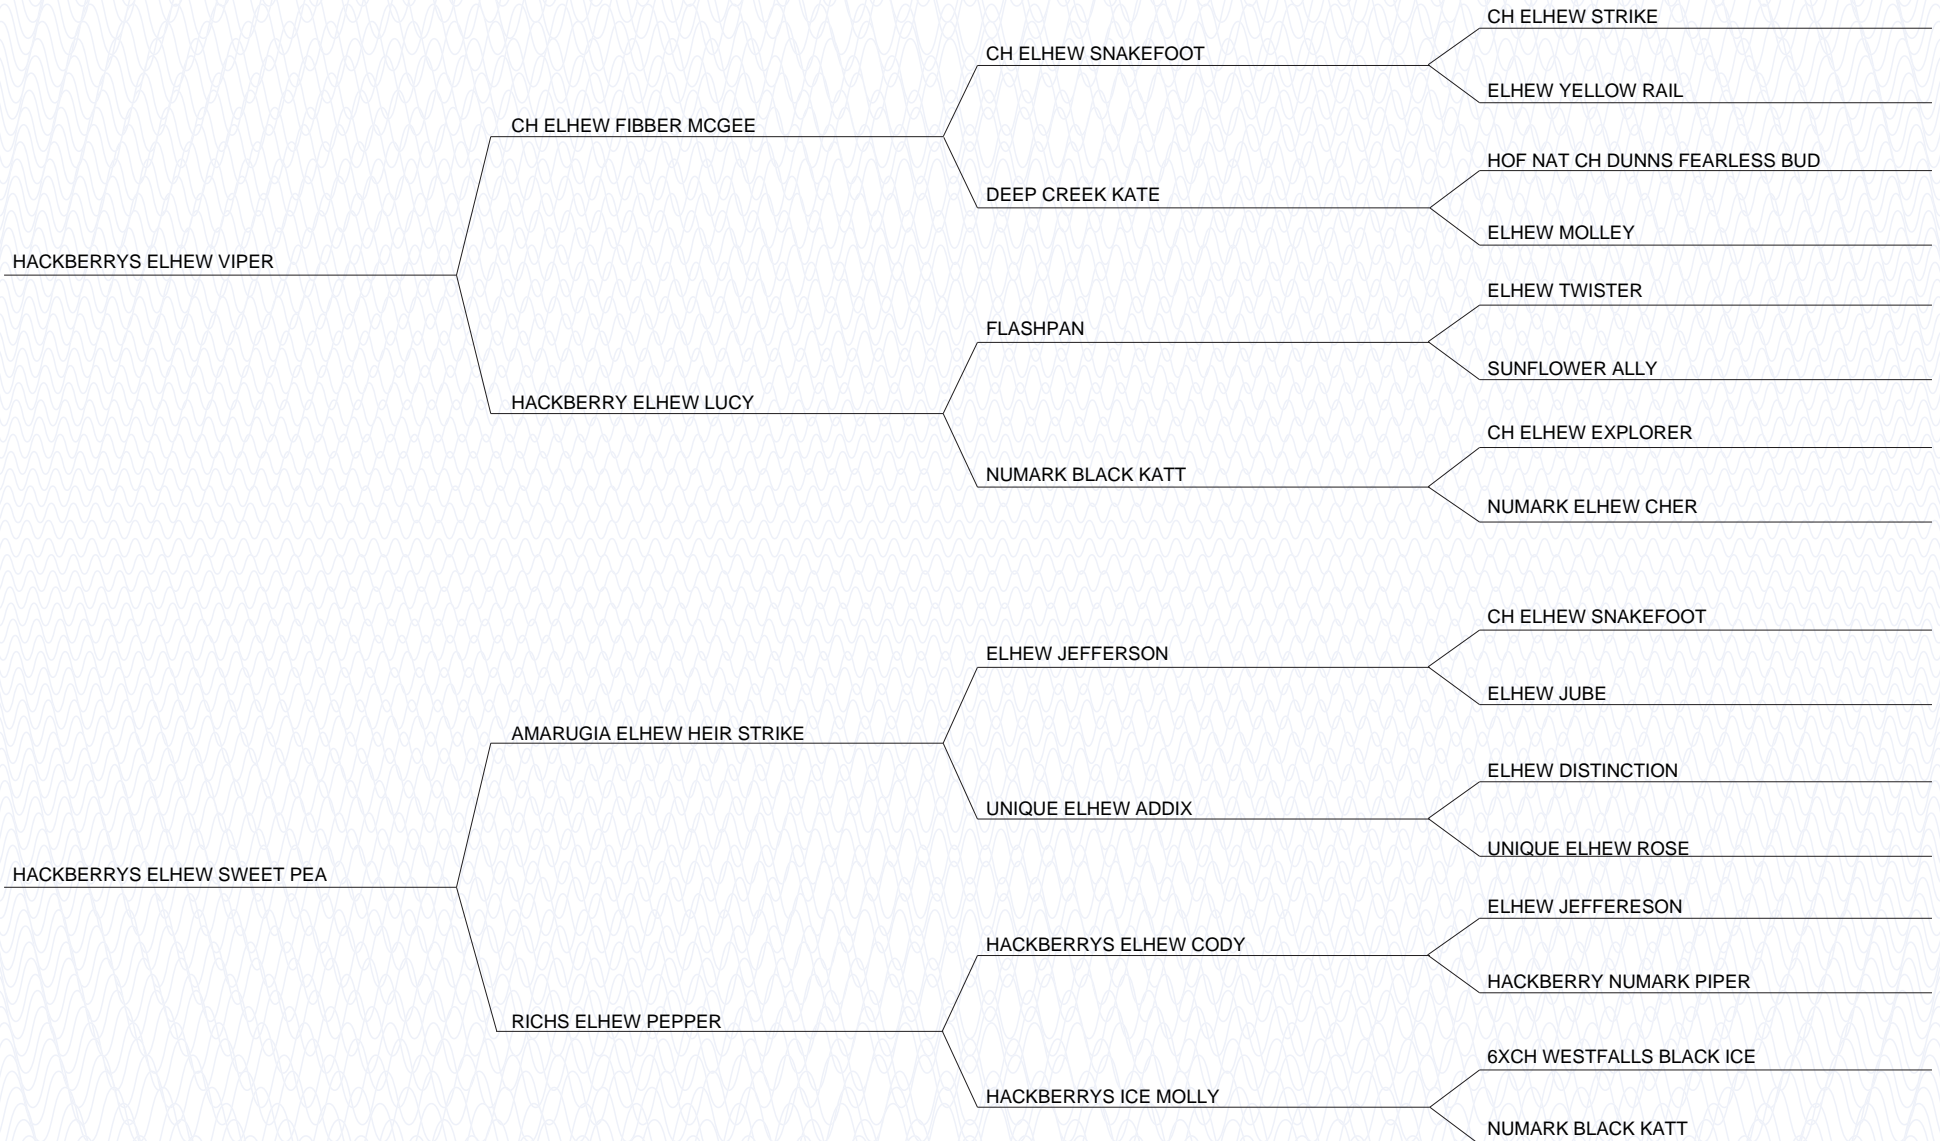 CH ELHEW STRIKE
CH ELHEW SNAKEFOOT
ELHEW YELLOW RAIL
CH ELHEW FIBBER MCGEE
HOF NAT CH DUNNS FEARLESS BUD
DEEP CREEK KATE
ELHEW MOLLEY
HACKBERRYS ELHEW VIPER
ELHEW TWISTER
FLASHPAN
SUNFLOWER ALLY
HACKBERRY ELHEW LUCY
CH ELHEW EXPLORER
NUMARK BLACK KATT
NUMARK ELHEW CHER
CH ELHEW SNAKEFOOT
ELHEW JEFFERSON
ELHEW JUBE
AMARUGIA ELHEW HEIR STRIKE
ELHEW DISTINCTION
UNIQUE ELHEW ADDIX
UNIQUE ELHEW ROSE
HACKBERRYS ELHEW SWEET PEA
ELHEW JEFFERESON
HACKBERRYS ELHEW CODY
HACKBERRY NUMARK PIPER
RICHS ELHEW PEPPER
6XCH WESTFALLS BLACK ICE
HACKBERRYS ICE MOLLY
NUMARK BLACK KATT